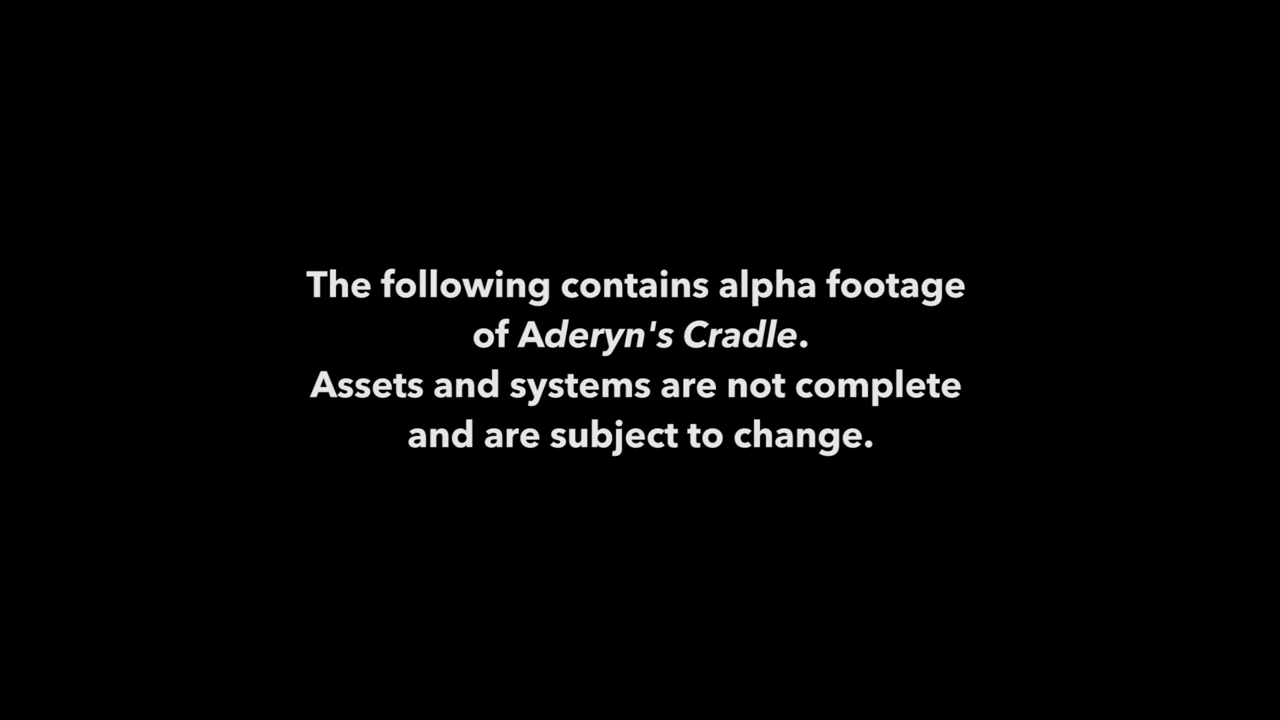 The following contains alpha footage
of Aderyn's Cradle.
Assets and systems are not complete
and are subject to change.